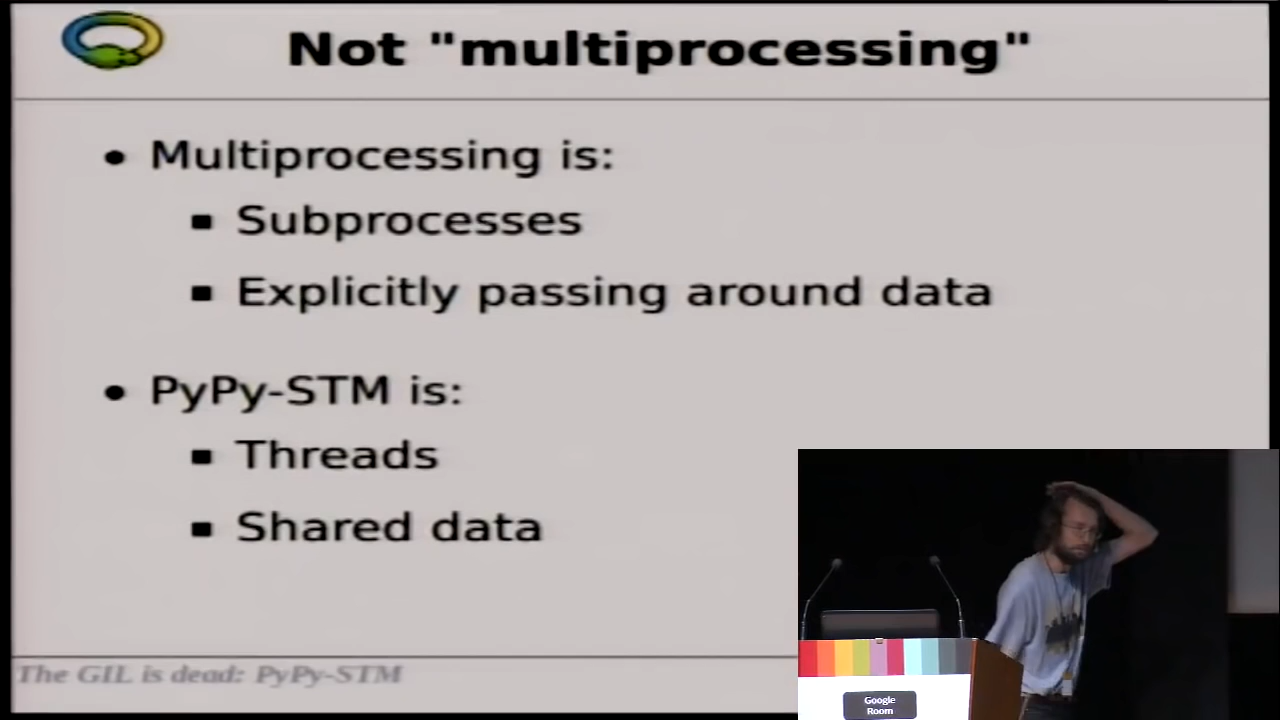 Not "multiprocessing"
Multiprocessing is:
Subprocesses
Explicitly passing around data
PyPy-STM is:
Threads
Shared data
The GIL is dead: PyPy-STM
Google
Room